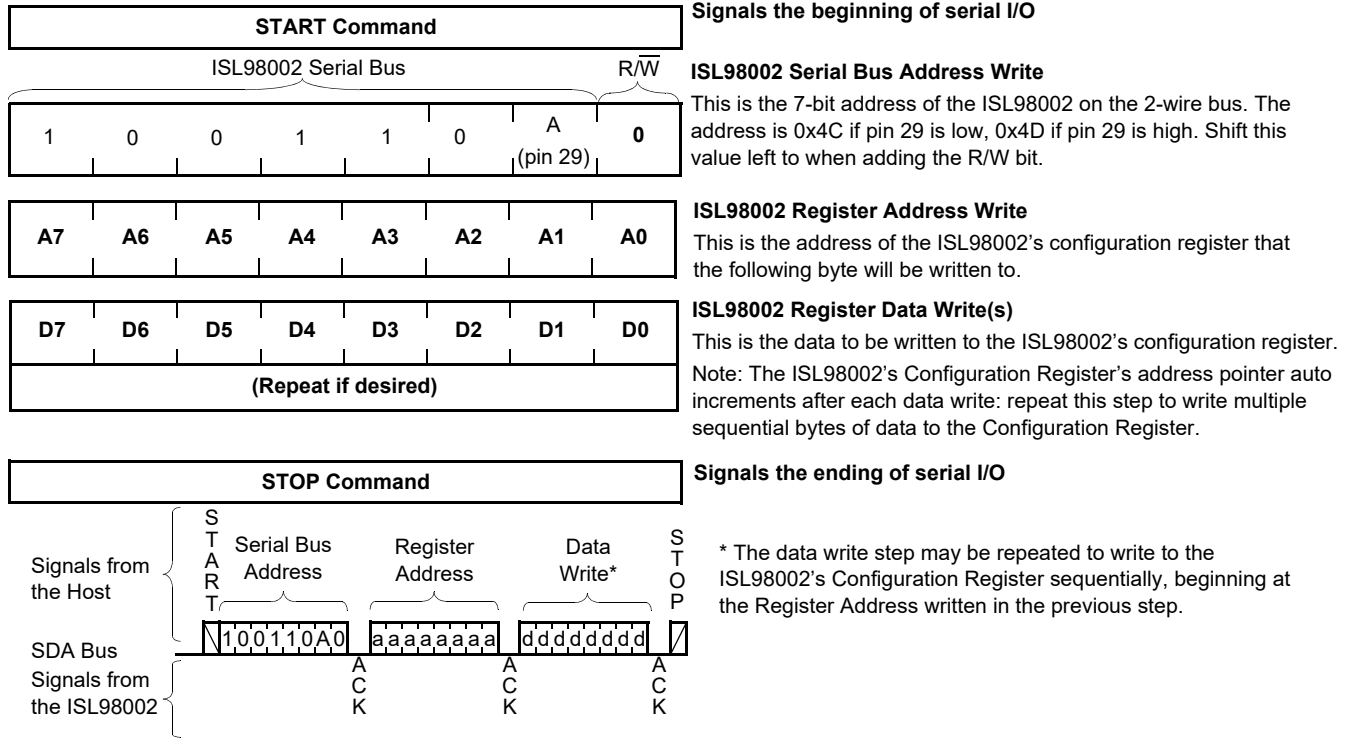 START Command
Signals the beginning of serial I/O
ISL98002 Serial Bus
R/W
ISL98002 Serial Bus Address Write
This is the 7-bit address of the ISL98002 on the 2-wire bus. The
address is 0x4C if pin 29 is low, 0x4D if pin 29 is high. Shift this
value left to when adding the R/W bit.
1 0 0 1 1 0 A (pin 29) 0
ISL98002 Register Address Write
This is the address of the ISL98002's configuration register that
the following byte will be written to.
A7 A6 A5 A4 A3 A2 A1 A0
ISL98002 Register Data Write(s)
This is the data to be written to the ISL98002's configuration register.
Note: The ISL98002's Configuration Register's address pointer auto
increments after each data write: repeat this step to write multiple
sequential bytes of data to the Configuration Register.
D7 D6 D5 D4 D3 D2 D1 D0
(Repeat if desired)
STOP Command
Signals the ending of serial I/O
Signals from
the Host
START
Serial Bus
Address
Register
Address
Data
Write*
STOP
* The data write step may be repeated to write to the
ISL98002's Configuration Register sequentially, beginning at
the Register Address written in the previous step.
SDA Bus
1 0 0 1 1 0 A 0 a a a a a a a a d d d d d d d d
Signals from
the ISL98002
ACK
ACK
ACK